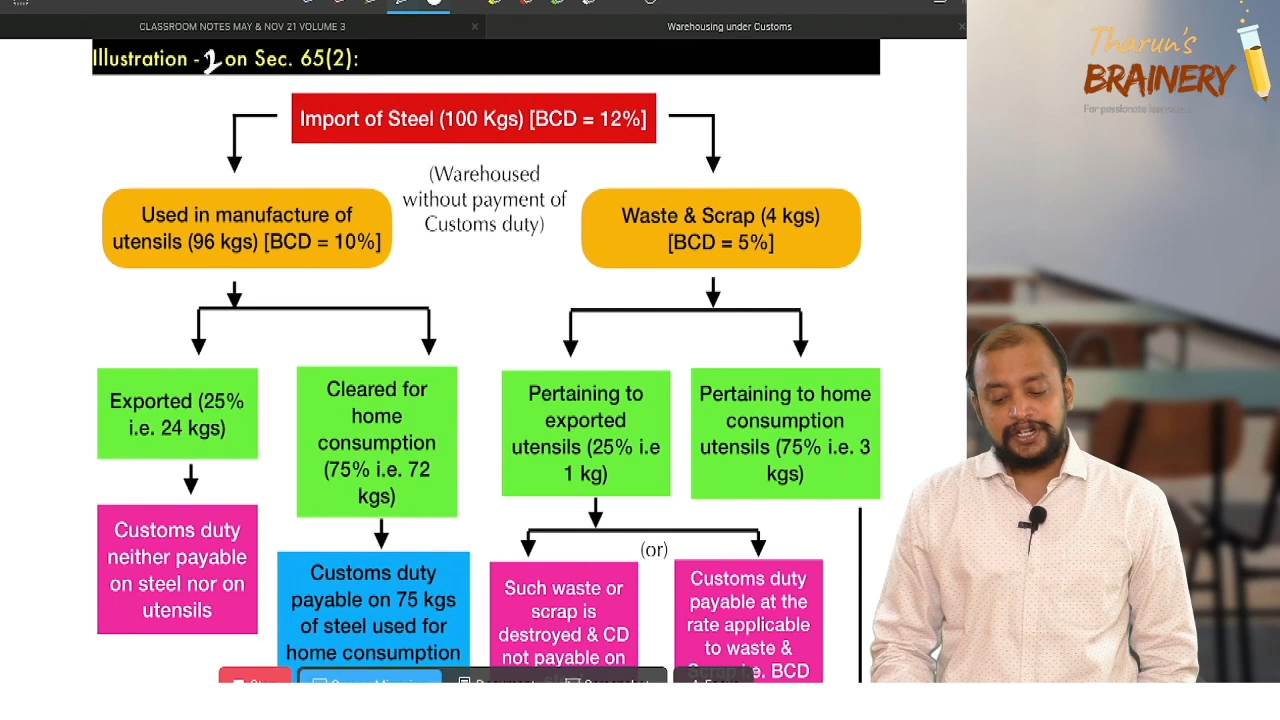 CLASSROOM NOTES MAY & NOV 21 VOLUME 3
Warehousing under Customs
Tharun's
BRAINERY
Illustration - 2 on Sec. 65(2):
Import of Steel (100 Kgs) [BCD = 12%]
(Warehoused
without payment of
Customs duty)
Used in manufacture of
utensils (96 kgs) [BCD = 10%]
Waste & Scrap (4 kgs)
[BCD = 5%]
Exported (25%
i.e. 24 kgs)
Cleared for
home
consumption
(75% i.e. 72
kgs)
Pertaining to
exported
utensils (25% i.e
1 kg)
Pertaining to home
consumption
utensils (75% i.e. 3
kgs)
Customs duty
neither payable
on steel nor on
utensils
Customs duty
payable on 75 kgs
of steel used for
home consumption
(or)
Such waste or
scrap is
destroyed & CD
not payable on
Customs duty
payable at the
rate applicable
to waste &
Scrap i.e. BCD